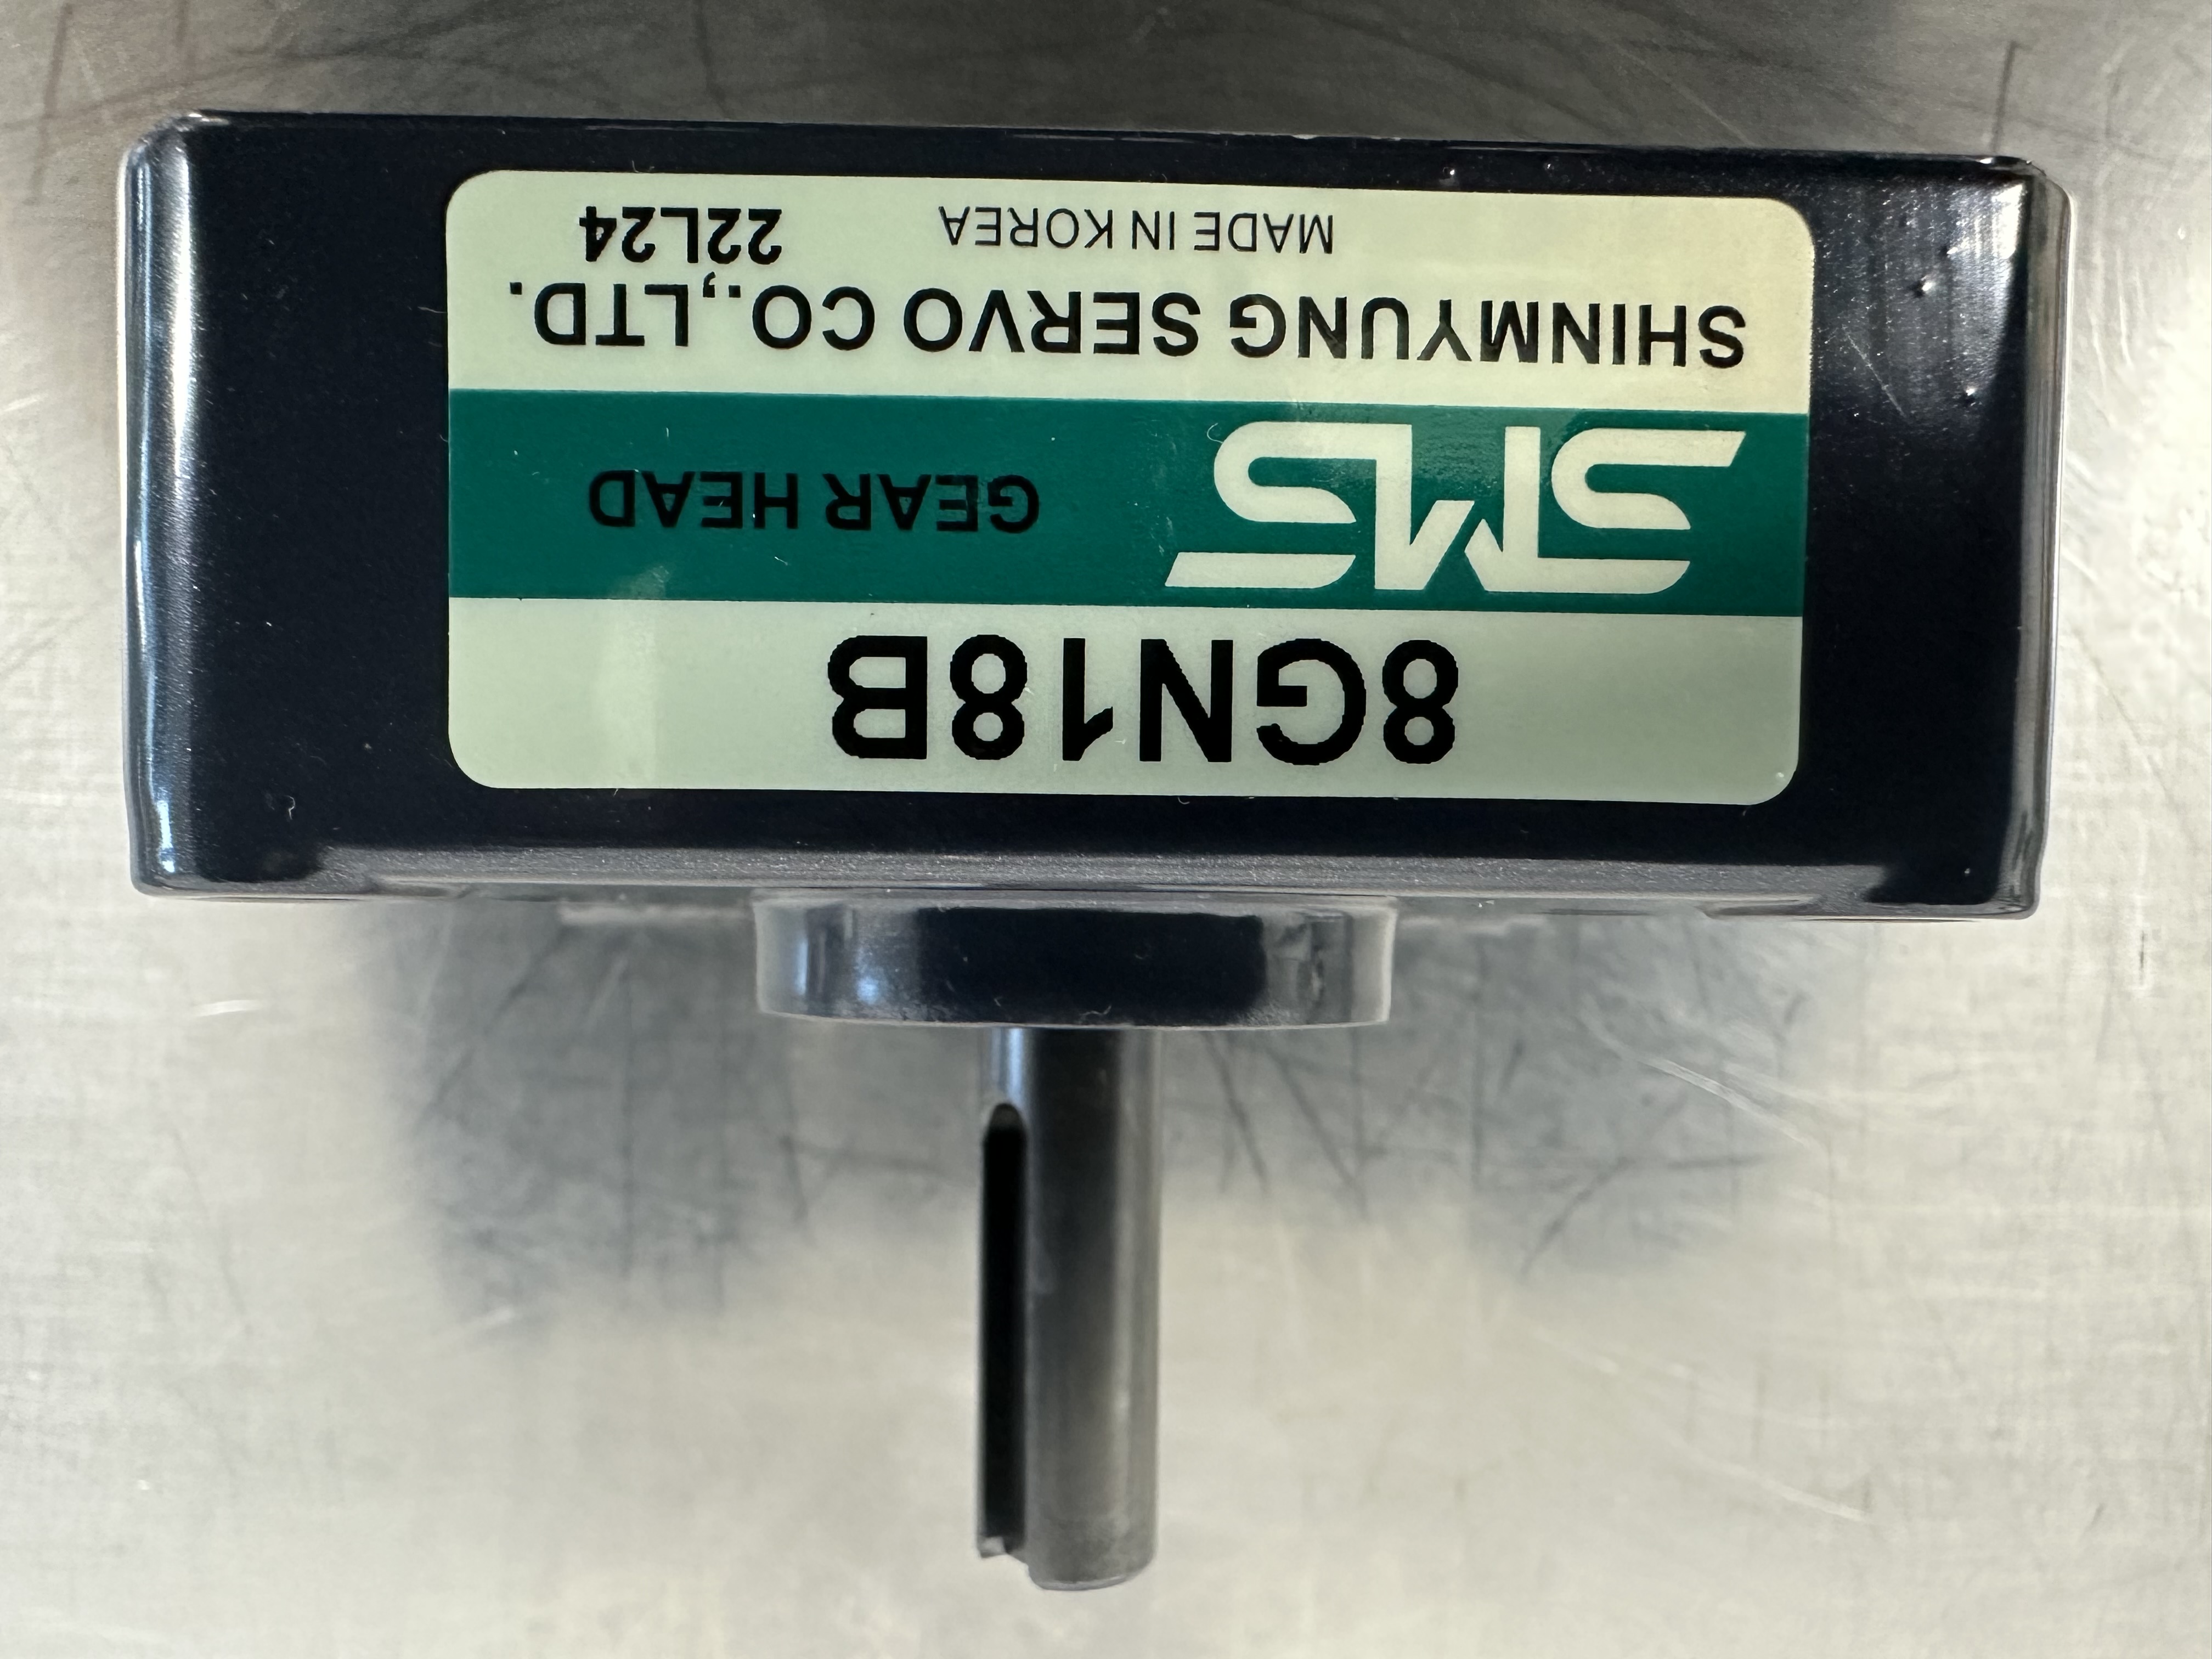 8GN18B
SMS GEAR HEAD
SHINMYUNG SERVO CO.,LTD.
MADE IN KOREA 22L24